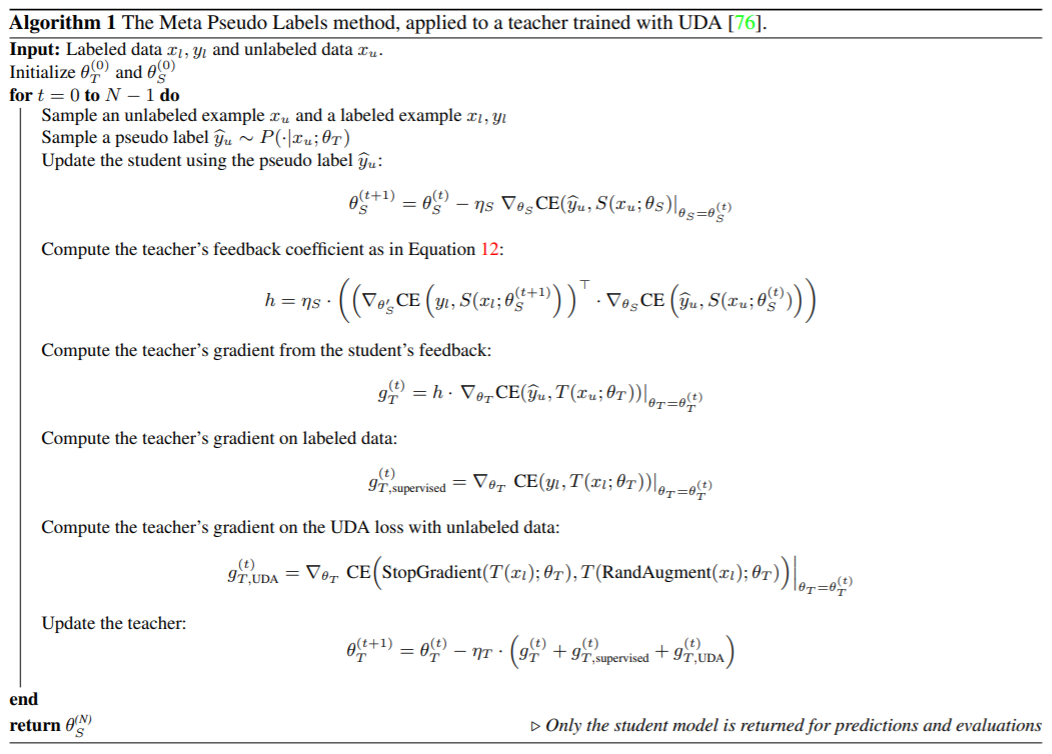 Algorithm 1 The Meta Pseudo Labels method, applied to a teacher trained with UDA [76].
Input: Labeled data $x_l, y_l$ and unlabeled data $x_u$.
Initialize $\theta_T^{(0)}$ and $\theta_S^{(0)}$
for $t = 0$ to $N - 1$ do
Sample an unlabeled example $x_u$ and a labeled example $x_l, y_l$
Sample a pseudo label $\widehat{y}_u \sim P(\cdot|x_u; \theta_T)$
Update the student using the pseudo label $\widehat{y}_u$:
$\theta_S^{(t+1)} = \theta_S^{(t)} - \eta_S \nabla_{\theta_S} \text{CE}(\widehat{y}_u, S(x_u; \theta_S)|_{\theta_S = \theta_S^{(t)}}$
Compute the teacher's feedback coefficient as in Equation 12:
$h = \eta_S \cdot \left( \left( \nabla_{\theta'_S} \text{CE} \left( y_l, S(x_l; \theta_S^{(t+1)} \right) \right)^\top \cdot \nabla_{\theta_S} \text{CE} \left( \widehat{y}_u, S(x_u; \theta_S^{(t)}) \right) \right)$
Compute the teacher's gradient from the student's feedback:
$g_T^{(t)} = h \cdot \nabla_{\theta_T} \text{CE}(\widehat{y}_u, T(x_u; \theta_T))|_{\theta_T = \theta_T^{(t)}}$
Compute the teacher's gradient on labeled data:
$g_{T,\text{supervised}}^{(t)} = \nabla_{\theta_T} \text{CE}(y_l, T(x_l; \theta_T))|_{\theta_T = \theta_T^{(t)}}$
Compute the teacher's gradient on the UDA loss with unlabeled data:
$g_{T,\text{UDA}}^{(t)} = \nabla_{\theta_T} \text{CE}\left( \text{StopGradient}(T(x_l); \theta_T), T(\text{RandAugment}(x_l); \theta_T) \right)\Big|_{\theta_T = \theta_T^{(t)}}$
Update the teacher:
$\theta_T^{(t+1)} = \theta_T^{(t)} - \eta_T \cdot \left( g_T^{(t)} + g_{T,\text{supervised}}^{(t)} + g_{T,\text{UDA}}^{(t)} \right)$
end
return $\theta_S^{(N)}$ ▷ Only the student model is returned for predictions and evaluations